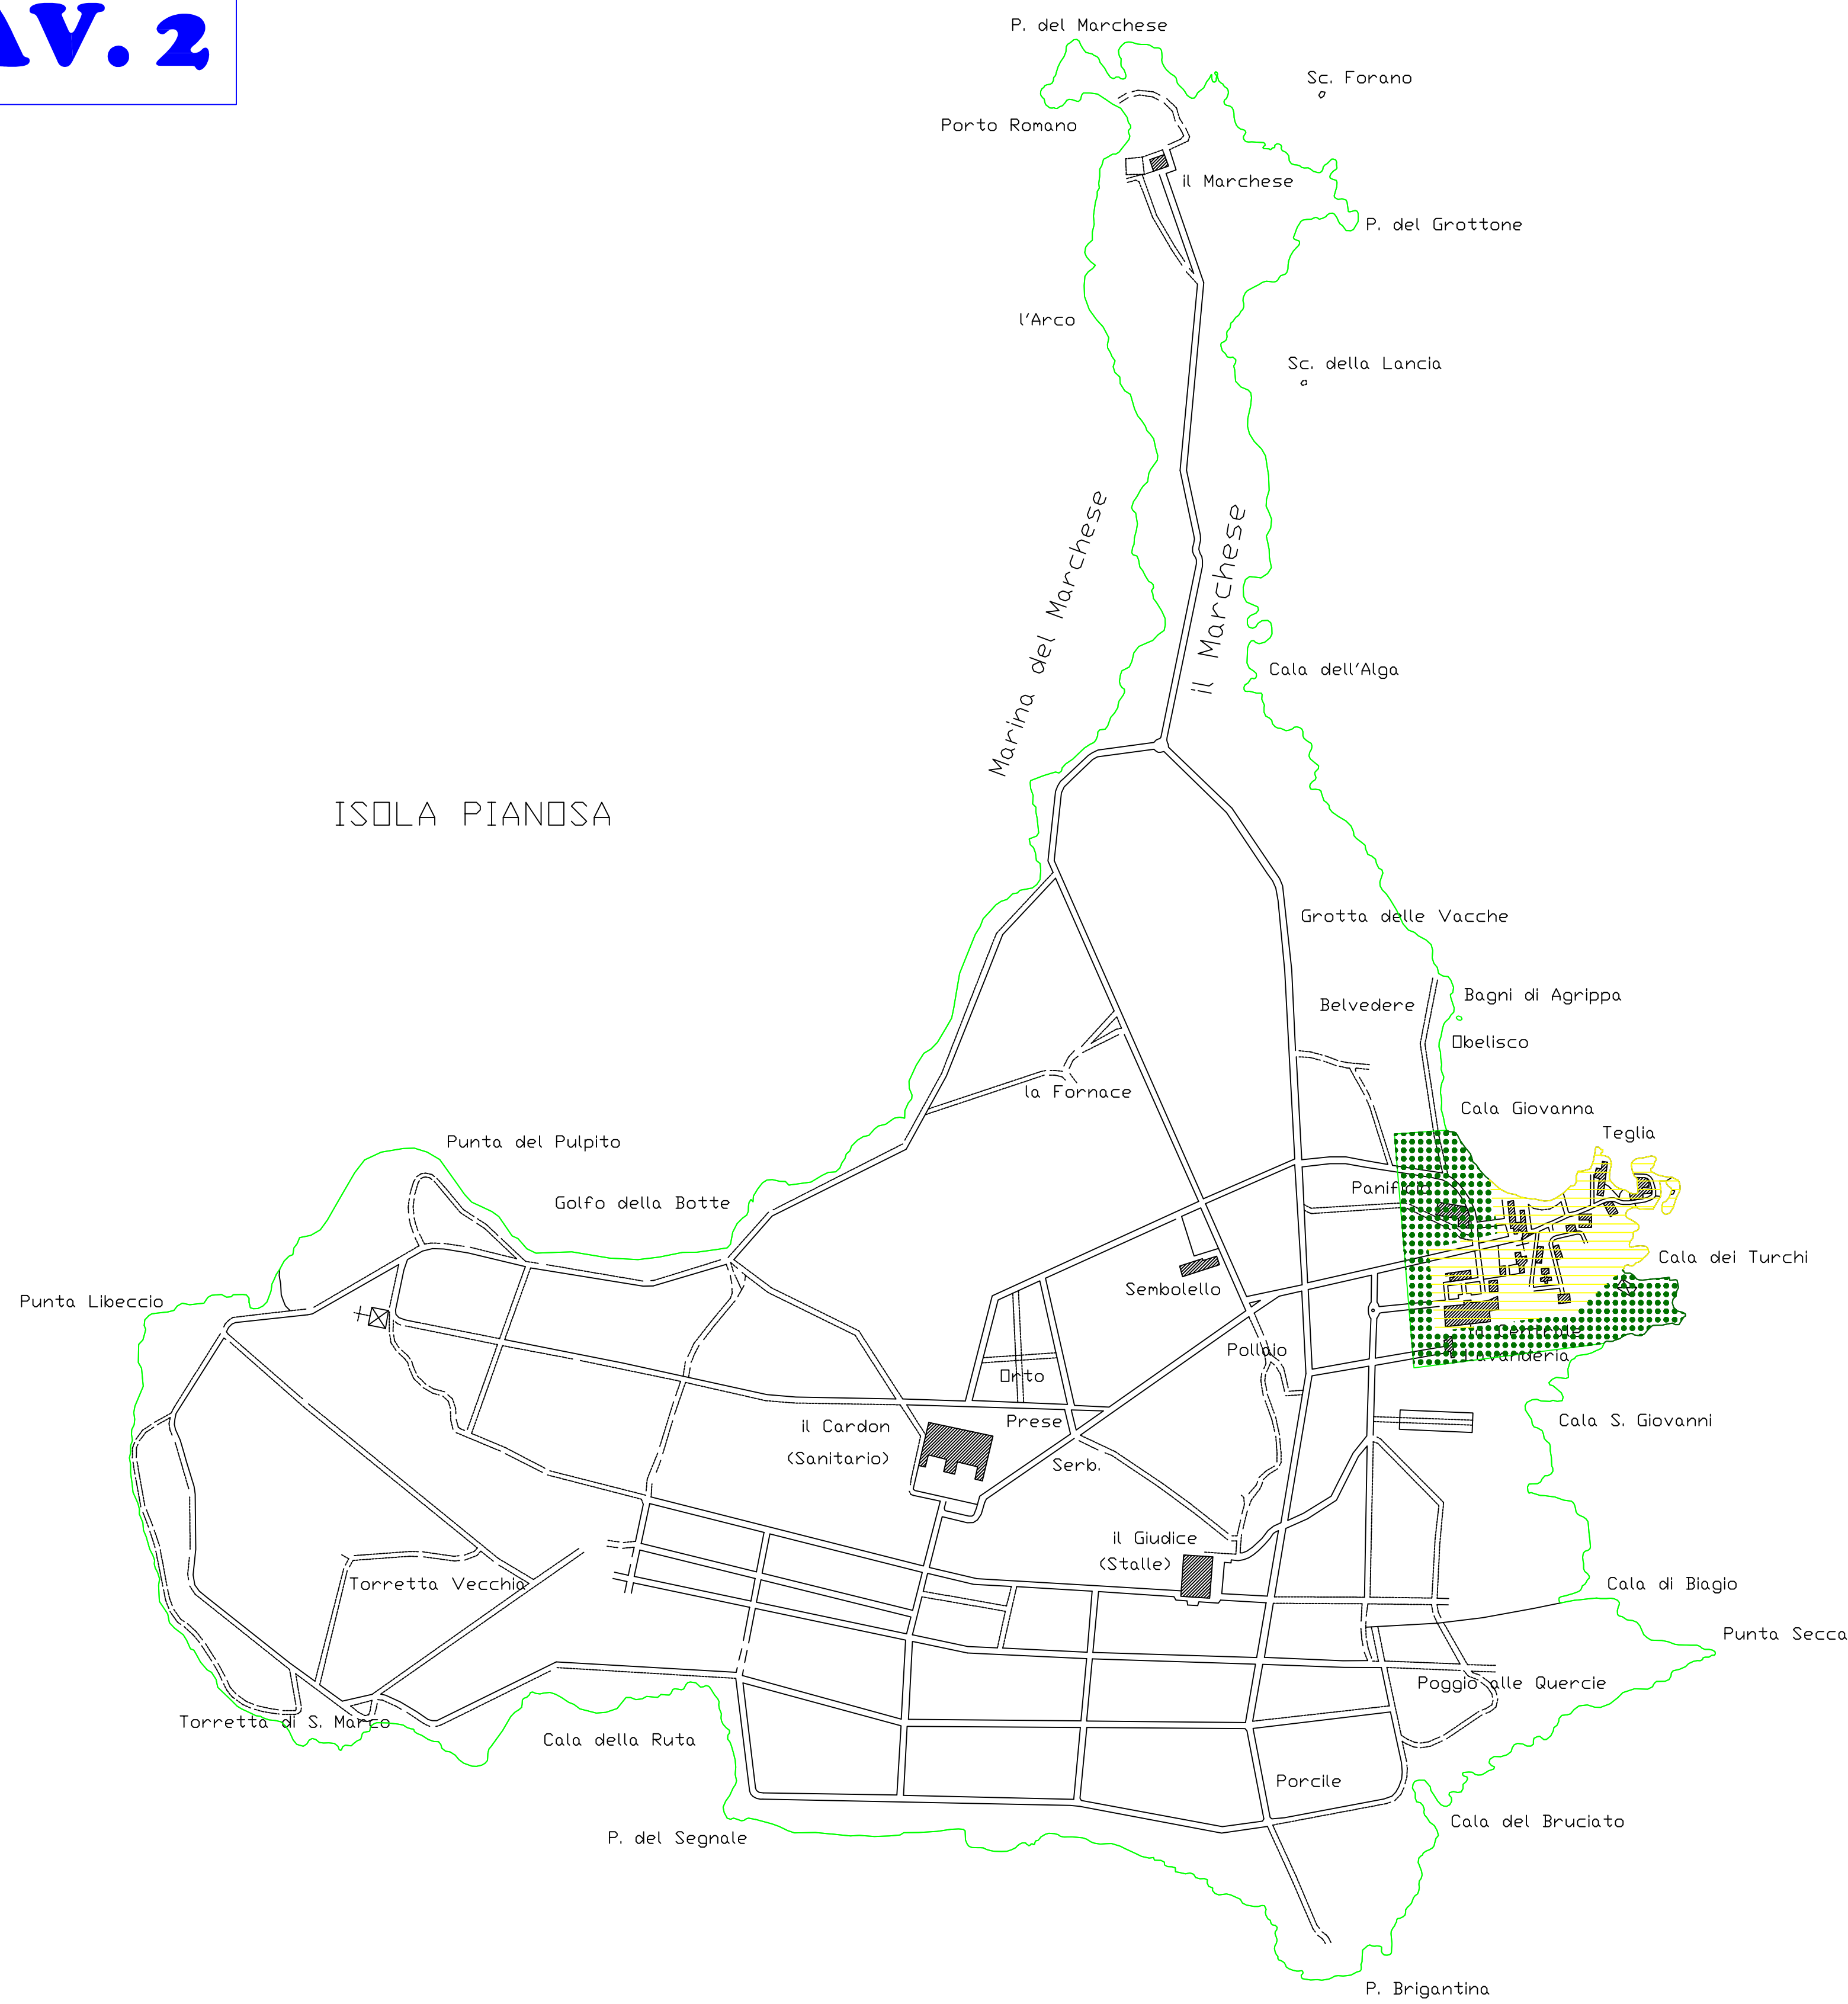 AV. 2
P. del Marchese
Sc. Forano
Porto Romano
il Marchese
P. del Grottone
l'Arco
Sc. della Lancia
Marina del Marchese
il Marchese
Cala dell'Alga
ISOLA PIANOSA
Grotta delle Vacche
Bagni di Agrippa
Belvedere
Obelisco
la Fornace
Cala Giovanna
Teglia
Punta del Pulpito
Panif
Golfo della Botte
Cala dei Turchi
Sembolello
Punta Libeccio
la Centrale
Pollaio
Lavanderia
Orto
Prese
Cala S. Giovanni
il Cardon
(Sanitario)
Serb.
il Giudice
(Stalle)
Torretta Vecchia
Cala di Biagio
Punta Secca
Poggio alle Quercie
Torretta di S. Marco
Cala della Ruta
Porcile
Cala del Bruciato
P. del Segnale
P. Brigantina